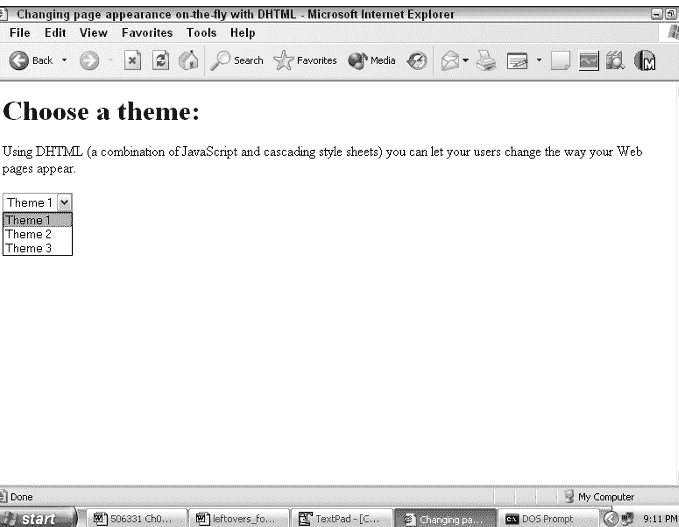 Changing page appearance on-the-fly with DHTML - Microsoft Internet Explorer
File Edit View Favorites Tools Help
Back Search Favorites Media
Choose a theme:
Using DHTML (a combination of JavaScript and cascading style sheets) you can let your users change the way your Web
pages appear.
Theme 1
Theme 1
Theme 2
Theme 3
Done My Computer
start 506331 Ch0... leftovers_fo... TextPad - [C... Changing pa... DOS Prompt 9:11 PM